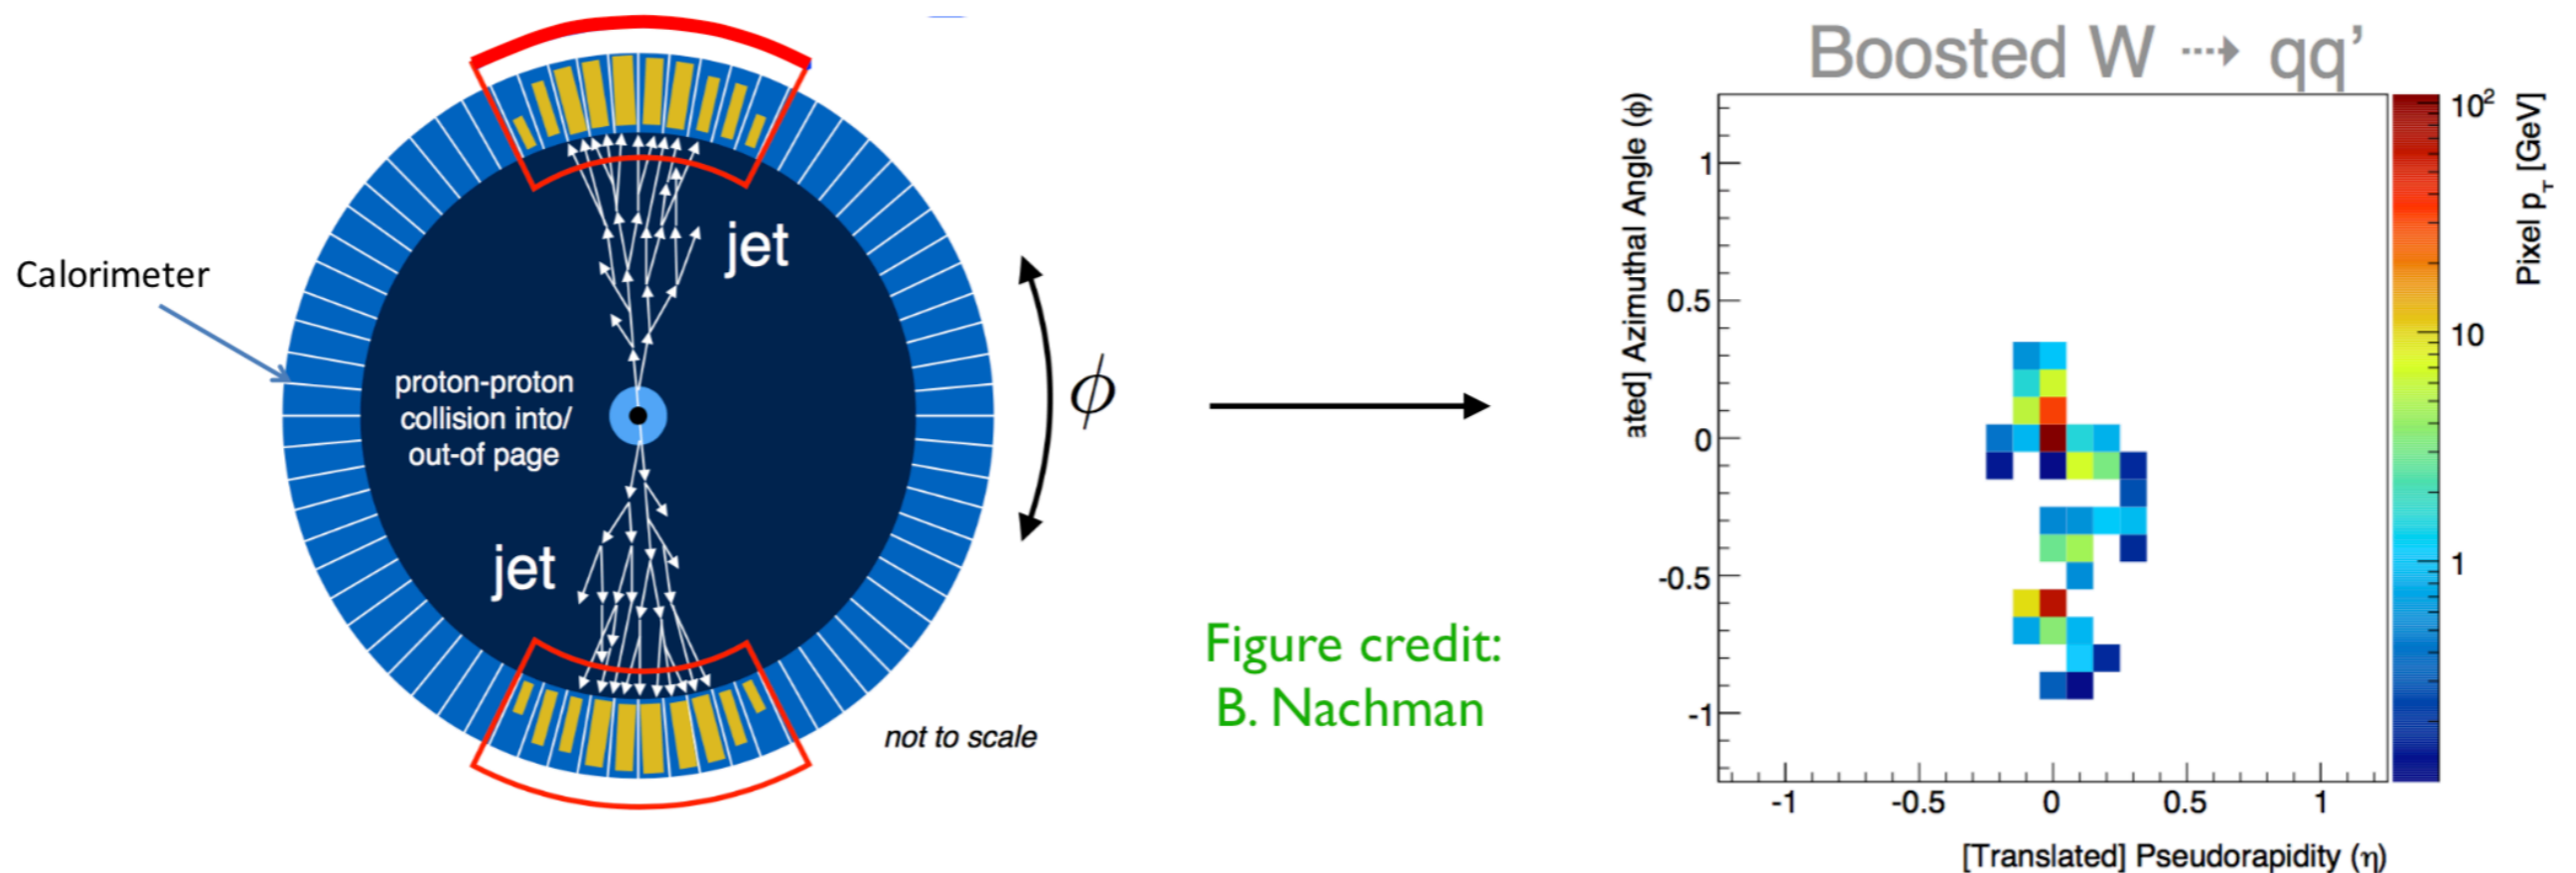 Calorimeter
jet
proton-proton
collision into/
out-of page
jet
ϕ
not to scale
Figure credit:
B. Nachman
Boosted W ⇢ qq’
ated] Azimuthal Angle (ϕ)
1
0.5
0
-0.5
-1
-1
-0.5
0
0.5
1
[Translated] Pseudorapidity (η)
10²
10
1
Pixel p_T [GeV]